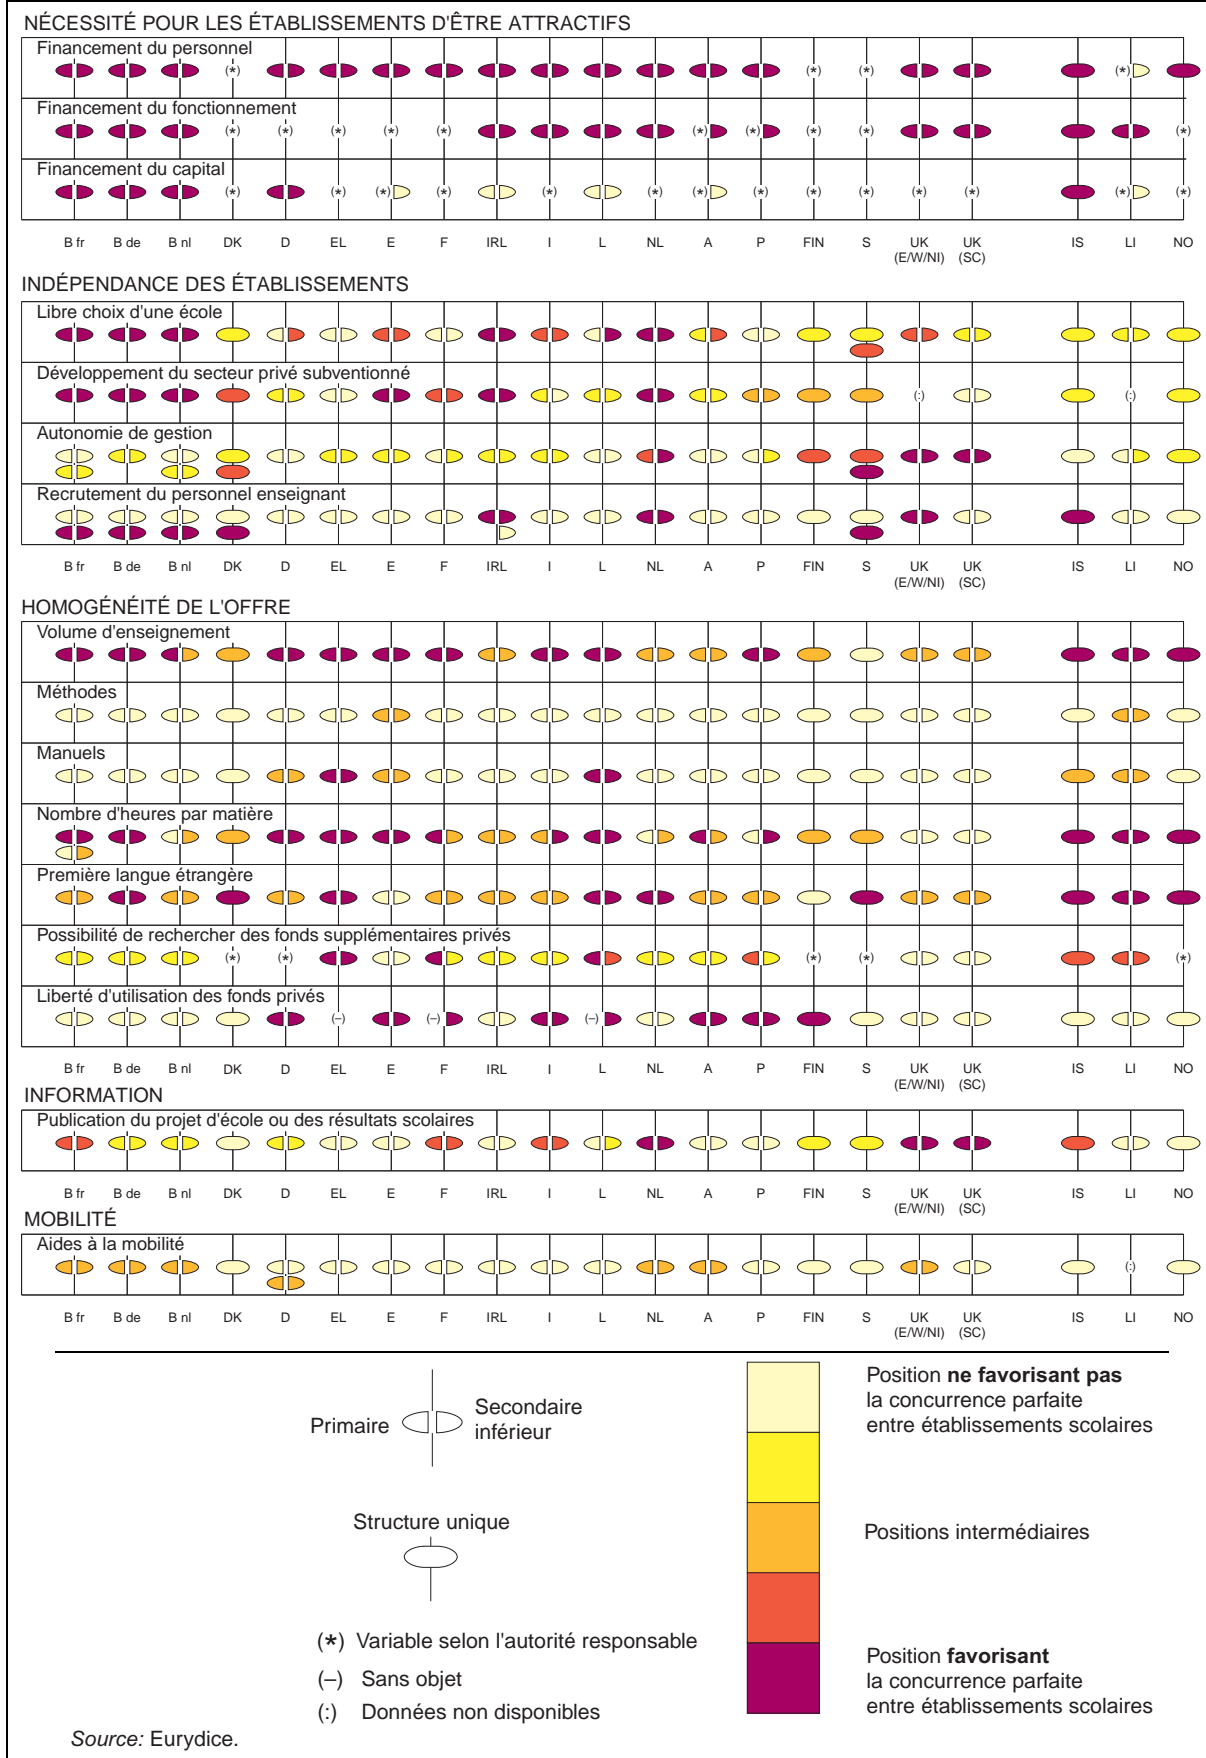 NÉCESSITÉ POUR LES ÉTABLISSEMENTS D'ÊTRE ATTRACTIFS
Financement du personnel
(*) (*) (*) (*)
Financement du fonctionnement
(*) (*) (*) (*) (*) (*) (*) (*) (*) (*)
Financement du capital
(*) (*) (*) (*) (*) (*) (*) (*) (*) (*) (*) (*) (*) (*)
B fr B de B nl DK D EL E F IRL I L NL A P FIN S UK UK IS LI NO
(E/W/NI) (SC)
INDÉPENDANCE DES ÉTABLISSEMENTS
Libre choix d'une école
Développement du secteur privé subventionné
(:) (:)
Autonomie de gestion
Recrutement du personnel enseignant
B fr B de B nl DK D EL E F IRL I L NL A P FIN S UK UK IS LI NO
(E/W/NI) (SC)
HOMOGÉNÉITÉ DE L'OFFRE
Volume d'enseignement
Méthodes
Manuels
Nombre d'heures par matière
Première langue étrangère
Possibilité de rechercher des fonds supplémentaires privés
(*) (*) (*) (*) (*)
Liberté d'utilisation des fonds privés
(–) (–) (–)
B fr B de B nl DK D EL E F IRL I L NL A P FIN S UK UK IS LI NO
(E/W/NI) (SC)
INFORMATION
Publication du projet d'école ou des résultats scolaires
B fr B de B nl DK D EL E F IRL I L NL A P FIN S UK UK IS LI NO
(E/W/NI) (SC)
MOBILITÉ
Aides à la mobilité
(:)
B fr B de B nl DK D EL E F IRL I L NL A P FIN S UK UK IS LI NO
(E/W/NI) (SC)
Primaire
Secondaire
inférieur
Structure unique
(*) Variable selon l'autorité responsable
(–) Sans objet
(:) Données non disponibles
Position ne favorisant pas
la concurrence parfaite
entre établissements scolaires
Positions intermédiaires
Position favorisant
la concurrence parfaite
entre établissements scolaires
Source: Eurydice.